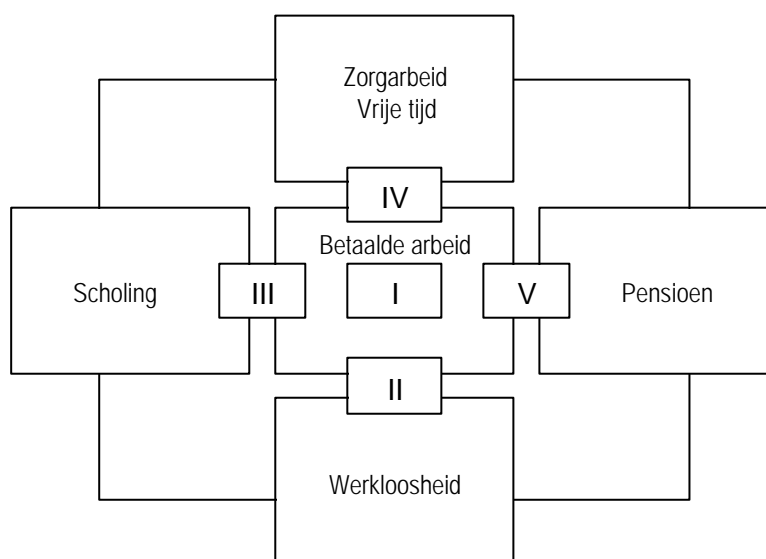 Zorgarbeid
Vrije tijd
IV
Betaalde arbeid
Scholing
III
I
V
Pensioen
II
Werkloosheid